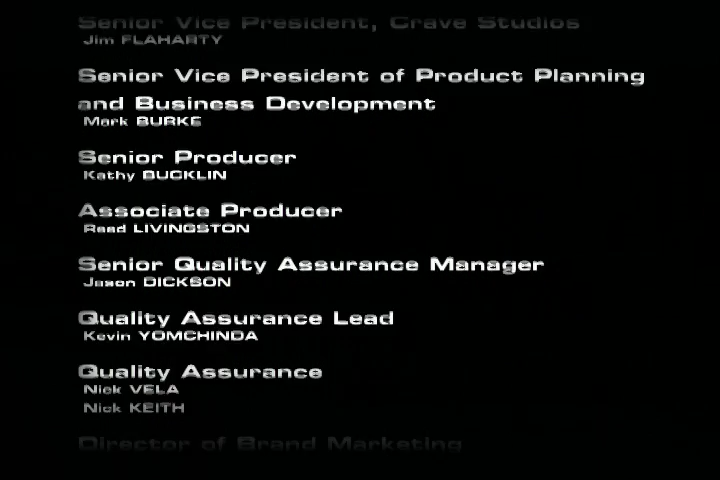 Senior Vice President, Crave Studios
Jim FLAHARTY
Senior Vice President of Product Planning
and Business Development
Mark BURKE
Senior Producer
Kathy BUCKLIN
Associate Producer
Reed LIVINGSTON
Senior Quality Assurance Manager
Jason DICKSON
Quality Assurance Lead
Kevin YOMCHINDA
Quality Assurance
Nick VELA
Nick KEITH
Director of Brand Marketing